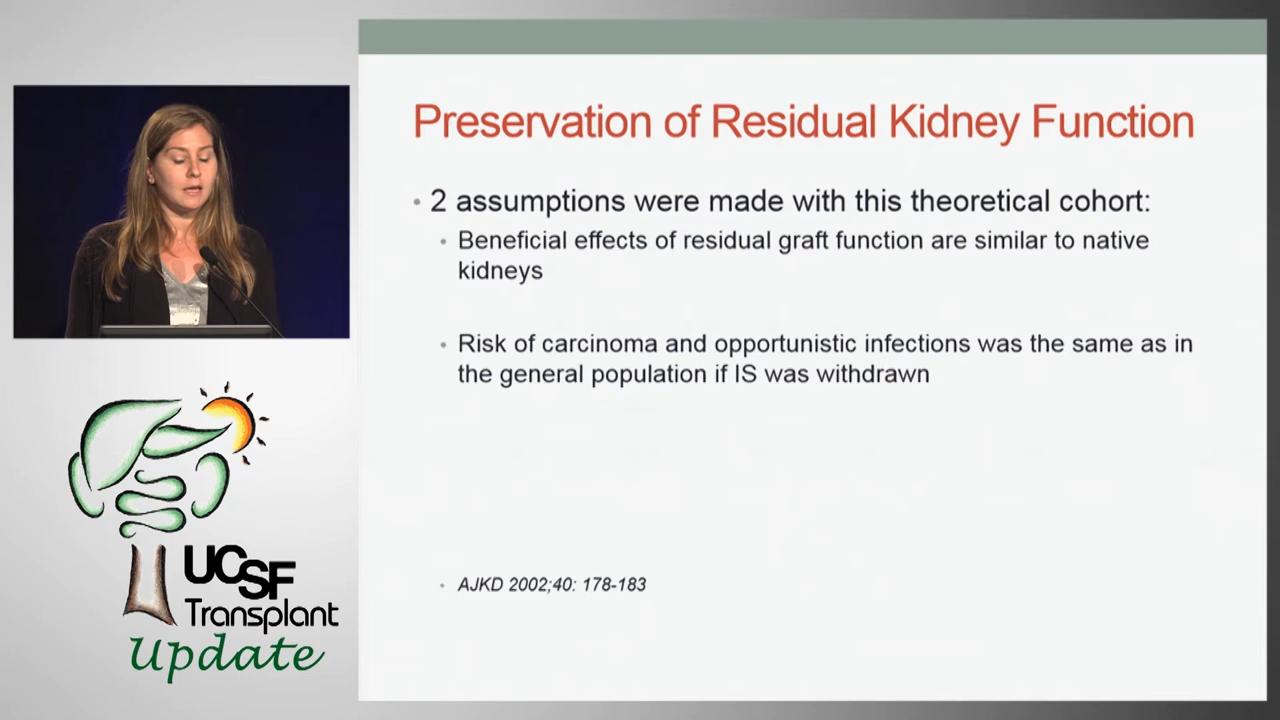 Preservation of Residual Kidney Function
• 2 assumptions were made with this theoretical cohort:
• Beneficial effects of residual graft function are similar to native
kidneys
• Risk of carcinoma and opportunistic infections was the same as in
the general population if IS was withdrawn
• AJKD 2002;40: 178-183
UCSF
Transplant
Update